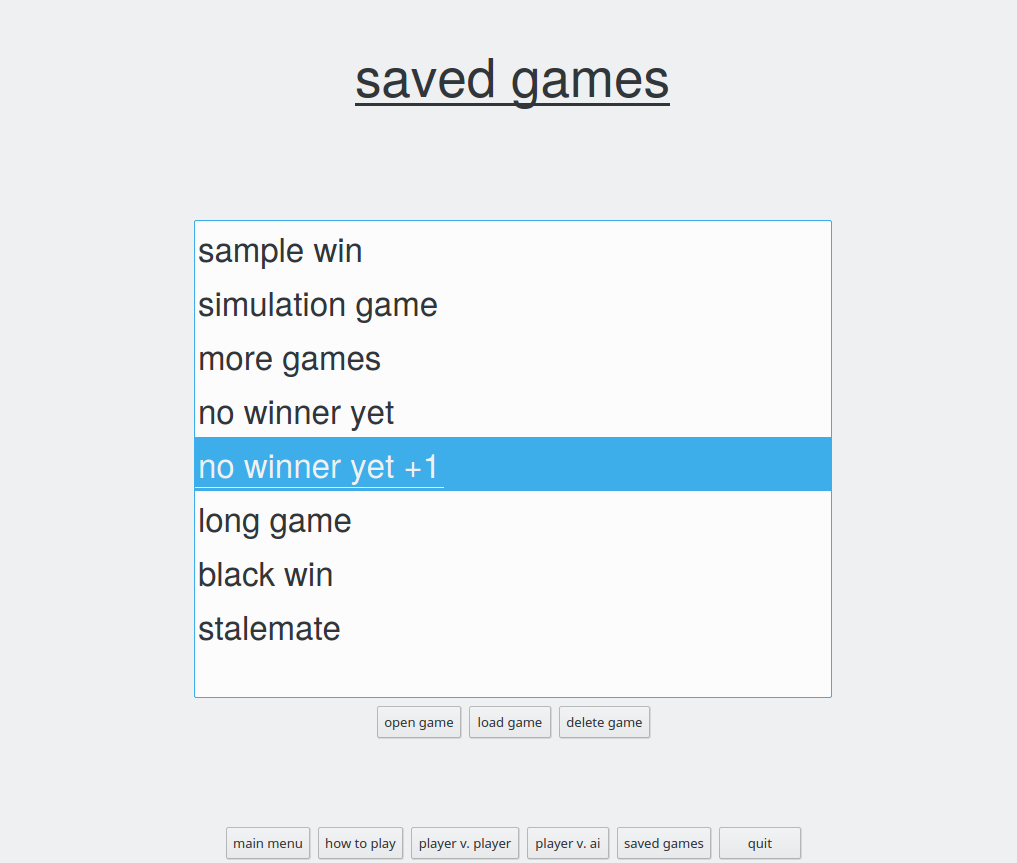 saved games
sample win
simulation game
more games
no winner yet
no winner yet +1
long game
black win
stalemate
open game load game delete game
main menu how to play player v. player player v. ai saved games quit